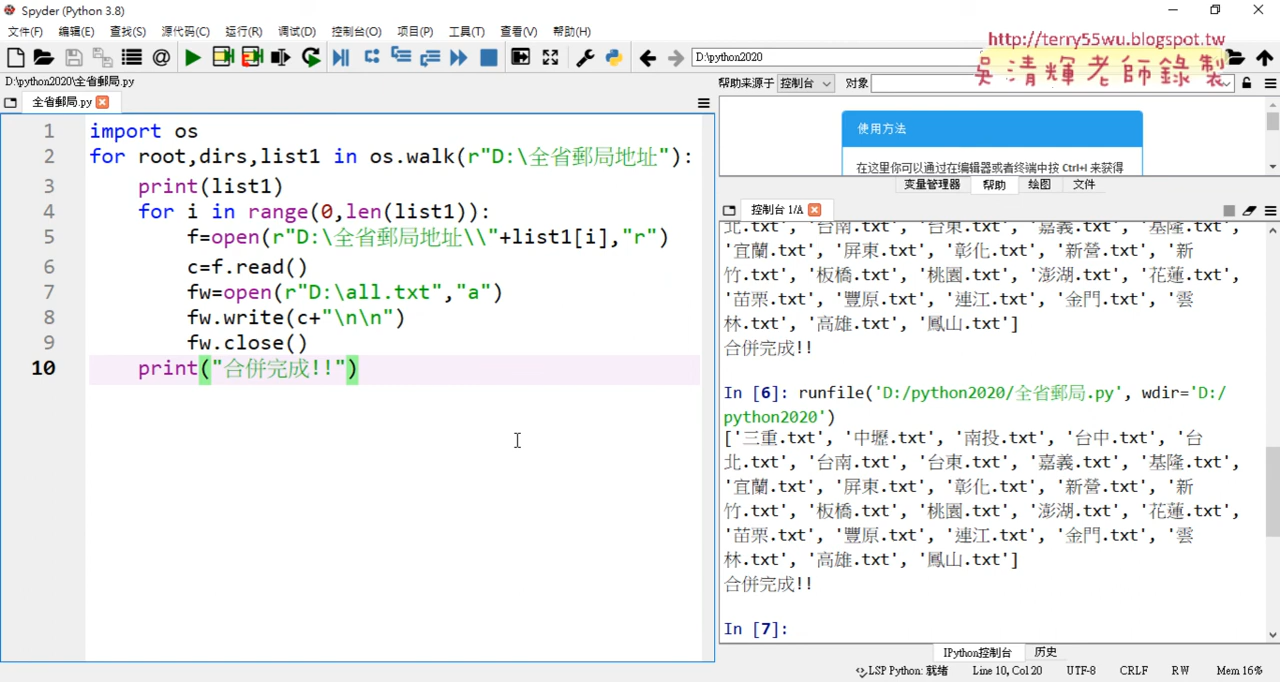 Spyder (Python 3.8)
文件(F) 编辑(E) 查找(S) 源代码(C) 运行(R) 调试(D) 控制台(O) 项目(P) 工具(T) 查看(V) 帮助(H)
D:\python2020
http://terry55wu.blogspot.tw
吳清輝老師錄製
D:\python2020\全省郵局.py
全省郵局.py
1 import os
2 for root,dirs,list1 in os.walk(r"D:\全省郵局地址"):
3 print(list1)
4 for i in range(0,len(list1)):
5 f=open(r"D:\全省郵局地址\\"+list1[i],"r")
6 c=f.read()
7 fw=open(r"D:\all.txt","a")
8 fw.write(c+"\n\n")
9 fw.close()
10 print("合併完成!!")
帮助来源于 控制台 对象
使用方法
在这里你可以通过在编辑器或者终端中按 Ctrl+I 来获得
变量管理器 帮助 绘图 文件
控制台 1/A
北.txt', '台南.txt', '台東.txt', '嘉義.txt', '基隆.txt',
'宜蘭.txt', '屏東.txt', '彰化.txt', '新營.txt', '新
竹.txt', '板橋.txt', '桃園.txt', '澎湖.txt', '花蓮.txt',
'苗栗.txt', '豐原.txt', '連江.txt', '金門.txt', '雲
林.txt', '高雄.txt', '鳳山.txt']
合併完成!!
In [6]: runfile('D:/python2020/全省郵局.py', wdir='D:/
python2020')
['三重.txt', '中壢.txt', '南投.txt', '台中.txt', '台
北.txt', '台南.txt', '台東.txt', '嘉義.txt', '基隆.txt',
'宜蘭.txt', '屏東.txt', '彰化.txt', '新營.txt', '新
竹.txt', '板橋.txt', '桃園.txt', '澎湖.txt', '花蓮.txt',
'苗栗.txt', '豐原.txt', '連江.txt', '金門.txt', '雲
林.txt', '高雄.txt', '鳳山.txt']
合併完成!!
In [7]:
IPython控制台 历史
LSP Python: 就绪 Line 10, Col 20 UTF-8 CRLF RW Mem 16%